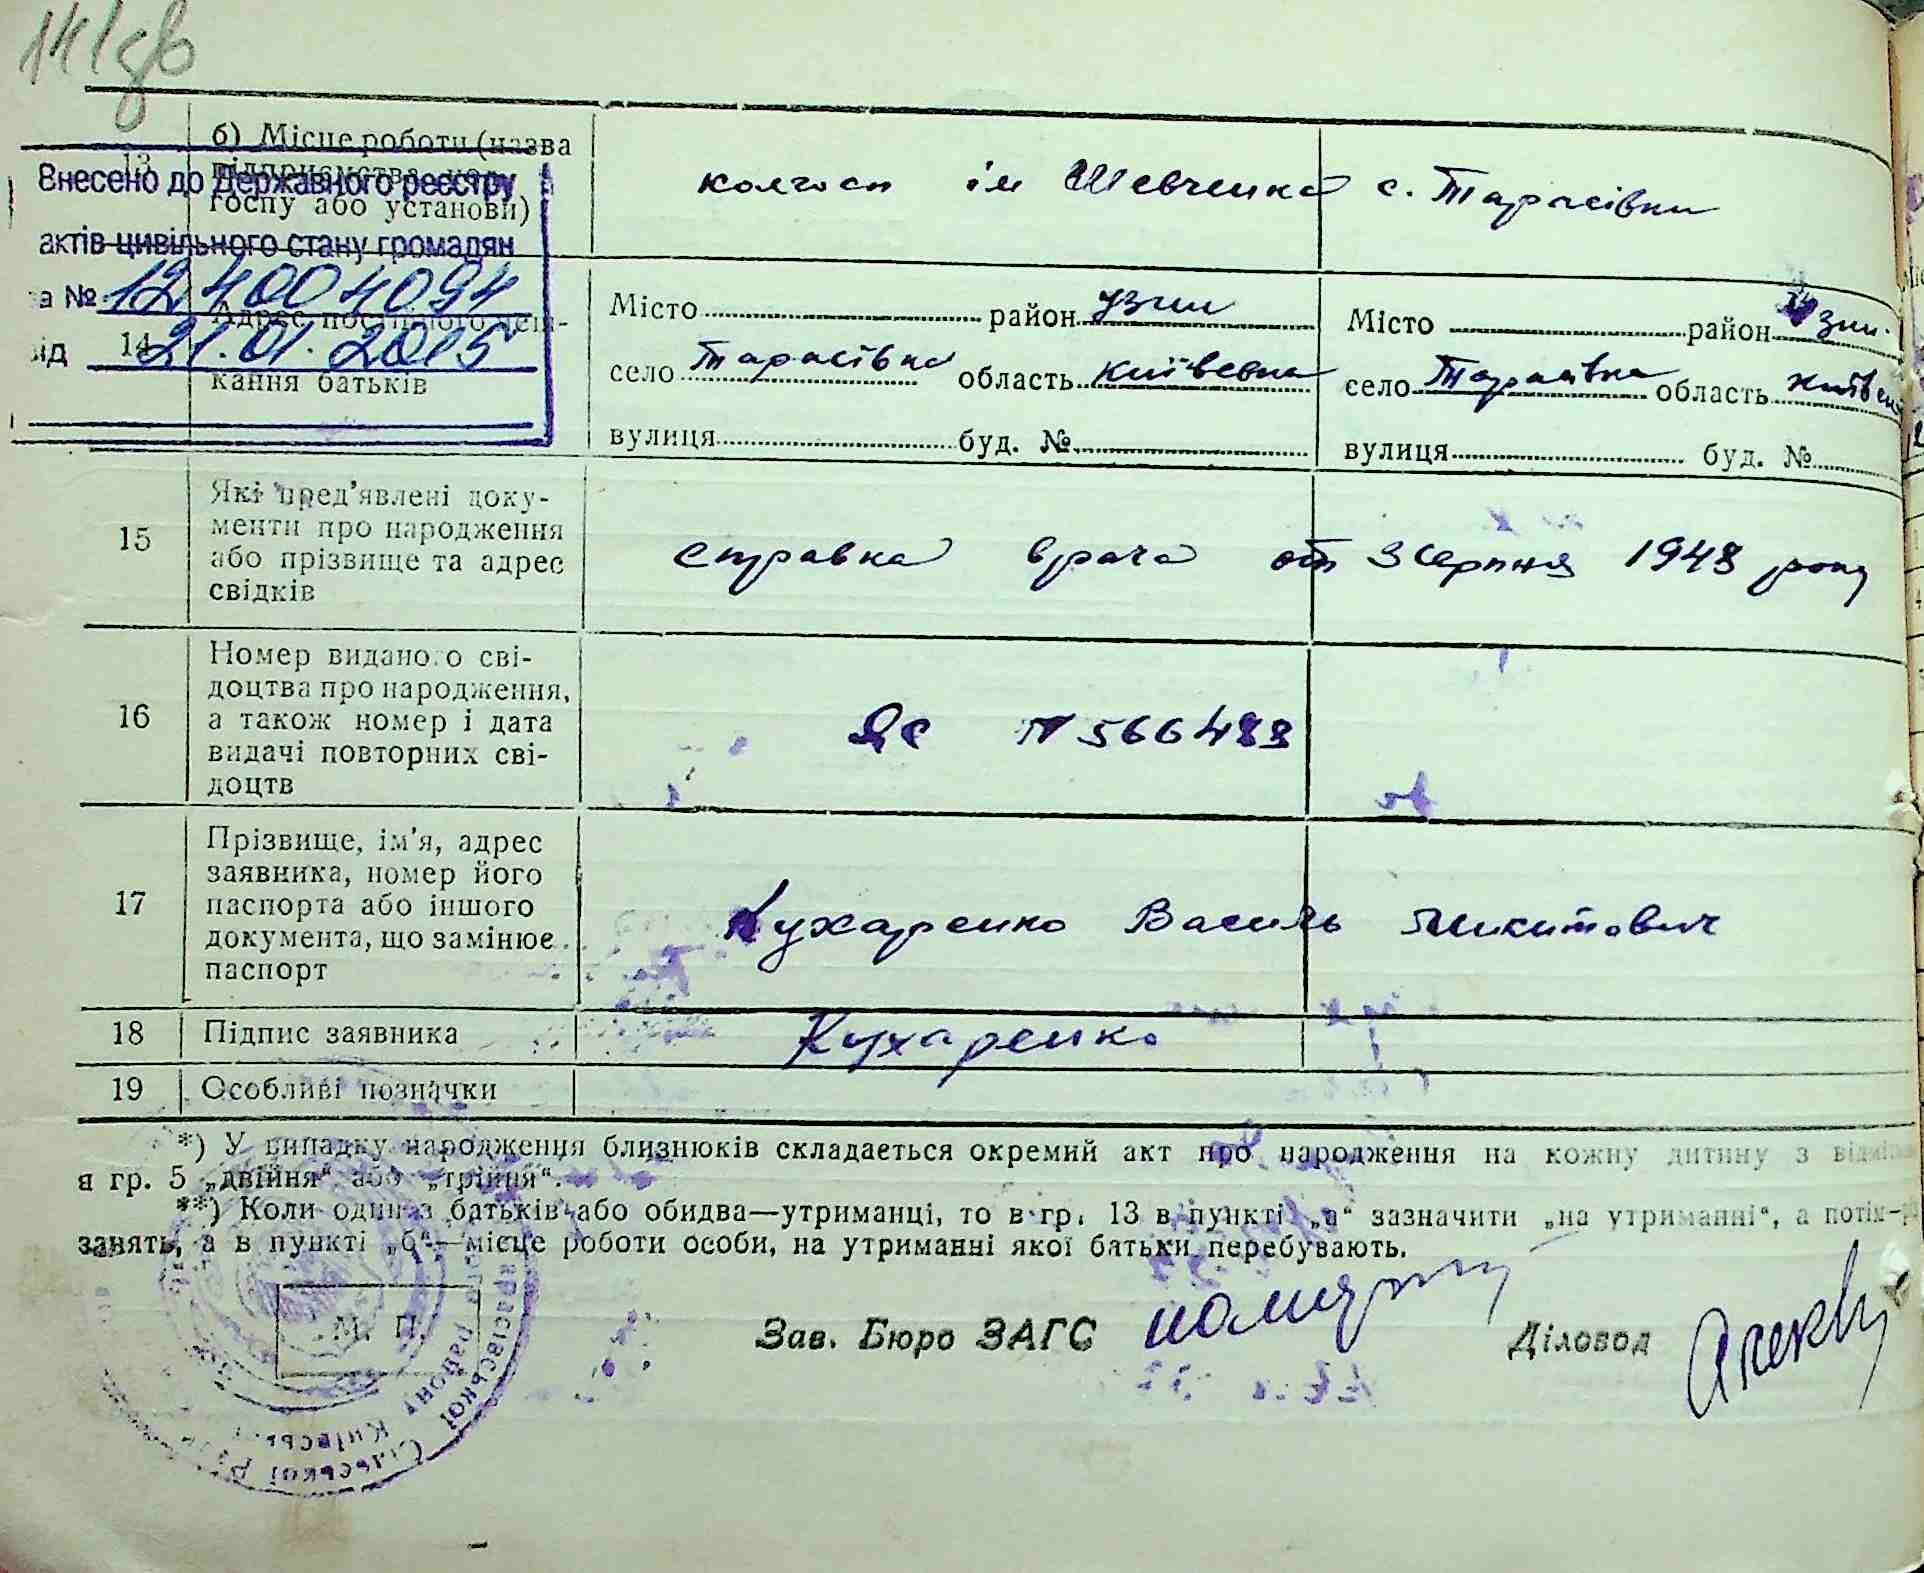 б) Місце роботи (назва
13
госпу або установи)
колгосп ім Шевченка с. Тарасівки
Внесено до Державного реєстру
актів цивільного стану громадян
за № 124004094
від 21.01.2015
14
кання батьків
Місто район Узин
село Тарасівка область київська
вулиця буд. №
Місто район Узин
село Тарасівка область
вулиця буд. №
15
Які пред'явлені доку-
менти про народження
або прізвище та адрес
свідків
справка врача от 3 серпня 1948 року
16
Номер виданого сві-
доцтва про народження,
а також номер і дата
видачі повторних сві-
доцтв
№ 566488
17
Прізвище, ім'я, адрес
заявника, номер його
паспорта або іншого
документа, що замінює
паспорт
Кухаренко Василь Микитович
18 Підпис заявника
Кухаренко
19 Особливі позначки
*) У випадку народження близнюків складається окремий акт про народження на кожну дитину з
я гр. 5 „двійня“ або „трійня“.
**) Коли один з батьків або обидва—утриманці, то в гр. 13 в пункті „а“ зазначити „на утриманні“, а потім
занять, а в пункті „б“—місце роботи особи, на утриманні якої батьки перебувають.
М. П.
Зав. Бюро ЗАГС
Діловод